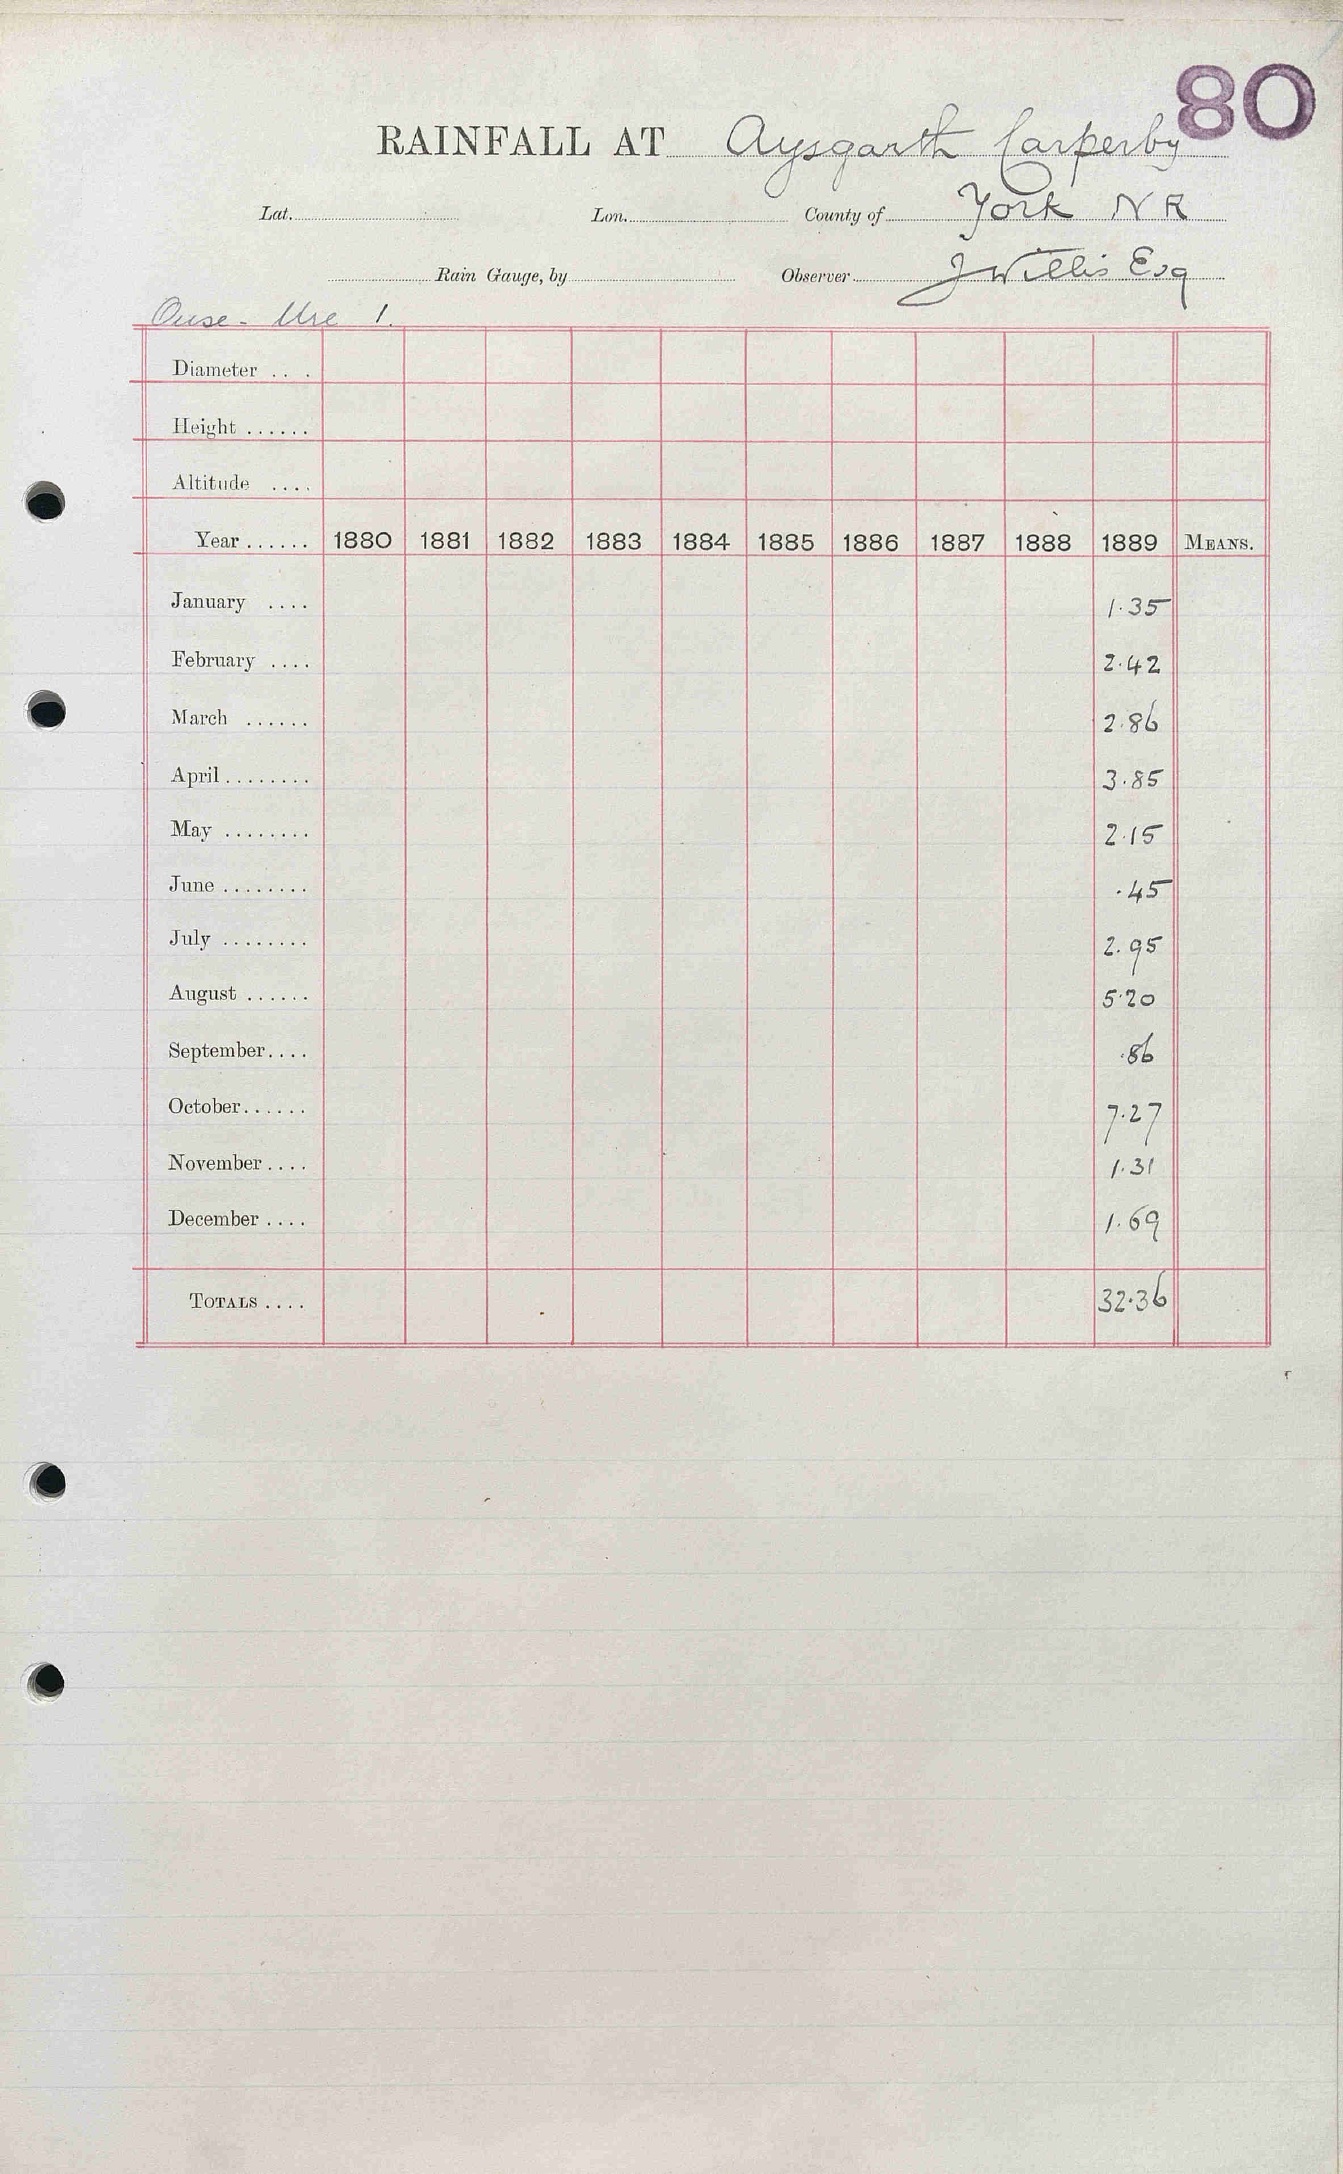 80
RAINFALL AT Aysgarth Carperby
Lat. Lon. County of York N R
Rain Gauge, by Observer J Willis Esq
Ouse - Ure 1.
Diameter . . .
Height ......
Altitude ....
Year ...... 1880 1881 1882 1883 1884 1885 1886 1887 1888 1889 MEANS.
January .... 1.35
February .... 2.42
March ...... 2.86
April ........ 3.85
May ........ 2.15
June ........ .45
July ........ 2.95
August ...... 5.20
September.... .86
October...... 7.27
November .... 1.31
December .... 1.69
TOTALS .... 32.36